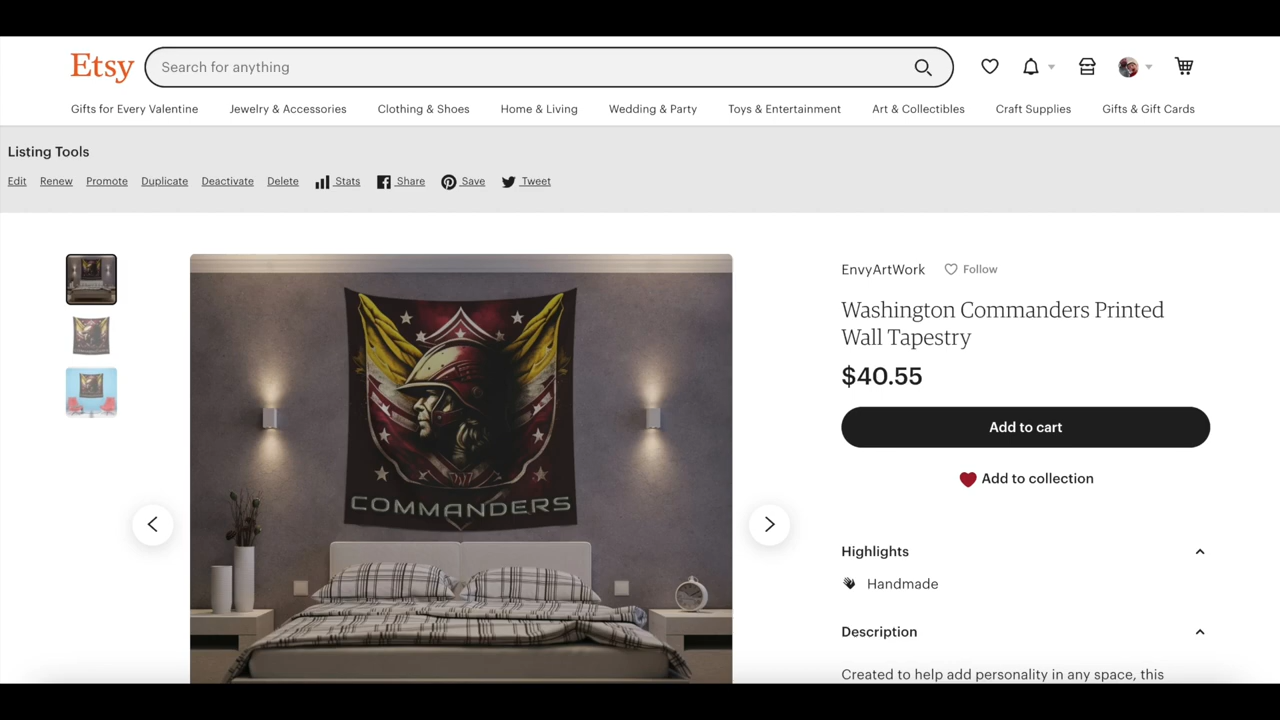 Etsy
Search for anything
Gifts for Every Valentine Jewelry & Accessories Clothing & Shoes Home & Living Wedding & Party Toys & Entertainment Art & Collectibles Craft Supplies Gifts & Gift Cards
Listing Tools
Edit Renew Promote Duplicate Deactivate Delete Stats Share Save Tweet
EnvyArtWork Follow
Washington Commanders Printed
Wall Tapestry
$40.55
Add to cart
Add to collection
COMMANDERS
Highlights
Handmade
Description
Created to help add personality in any space, this